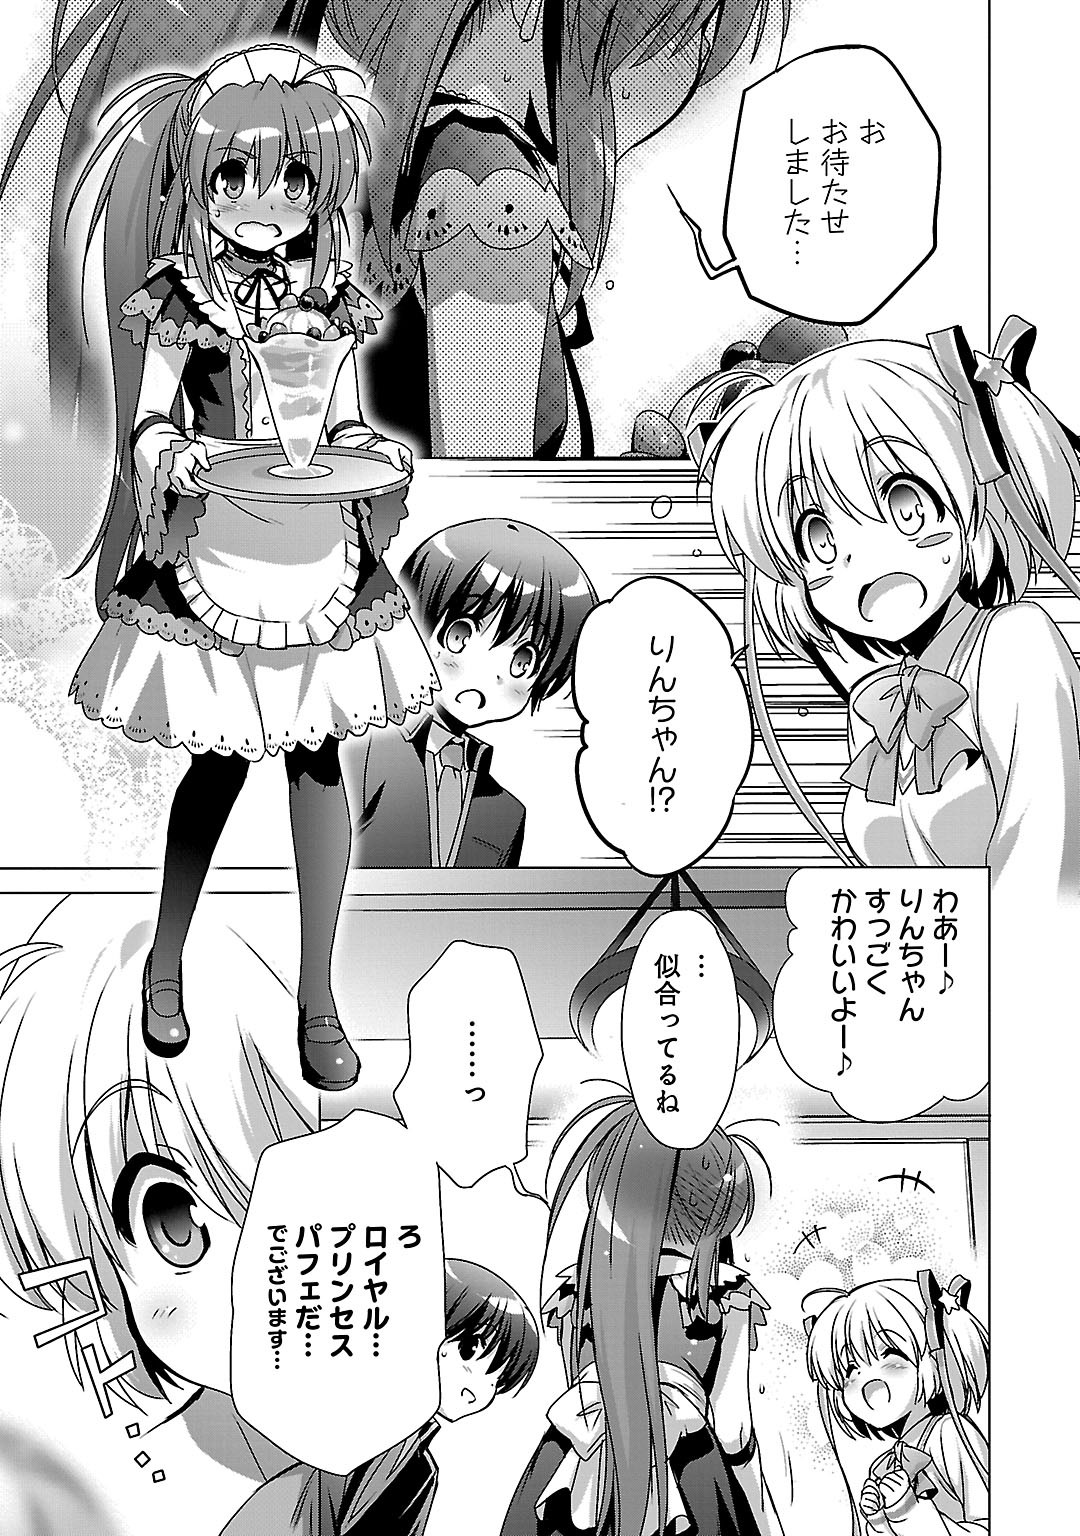 お
お待たせ
しました…
りんちゃん!?
わあー♪
りんちゃん
すっごく
かわいいよー♪
…
似合ってるね
……っ
ろ
ロイヤル…
プリンセス
パフェだ…
でございます…